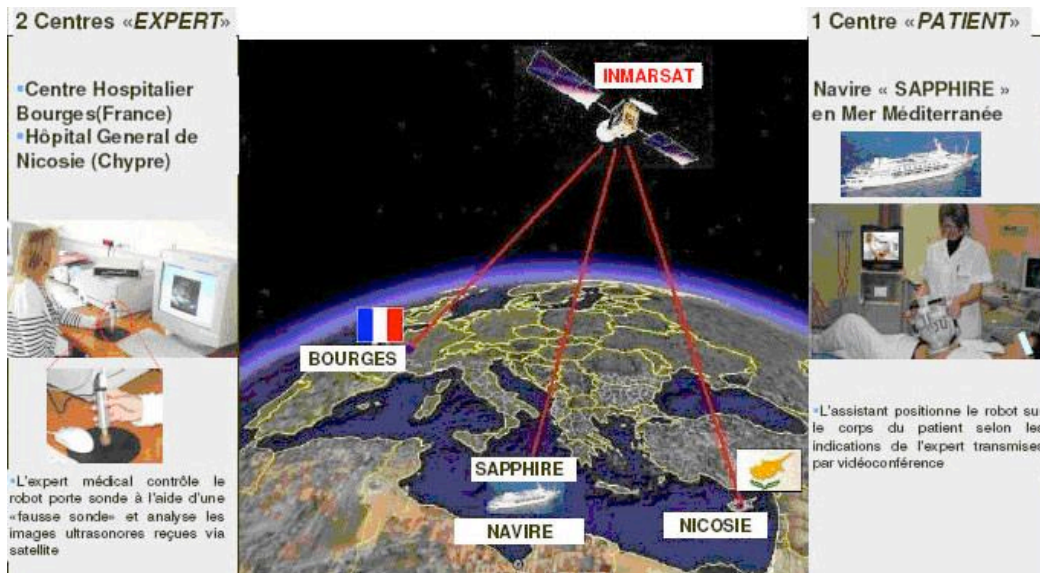 2 Centres «EXPERT»
▪Centre Hospitalier
Bourges(France)
▪Hôpital General de
Nicosie (Chypre)
▪L'expert médical contrôle le
robot porte sonde à l'aide d'une
«fausse sonde» et analyse les
images ultrasonores reçues via
satellite
INMARSAT
BOURGES
SAPPHIRE
NAVIRE
NICOSIE
1 Centre «PATIENT»
Navire « SAPPHIRE »
en Mer Méditerranée
▪L'assistant positionne le robot su
le corps du patient selon les
indications de l'expert transmises
par vidéoconférence